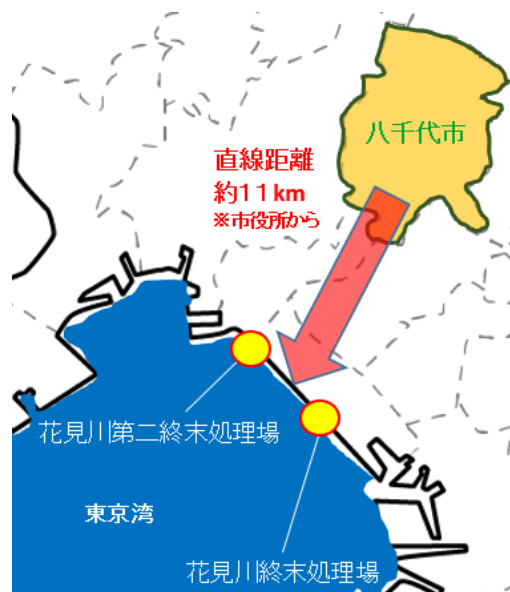 八千代市
直線距離
約11km
※市役所から
花見川第二終末処理場
東京湾
花見川終末処理場